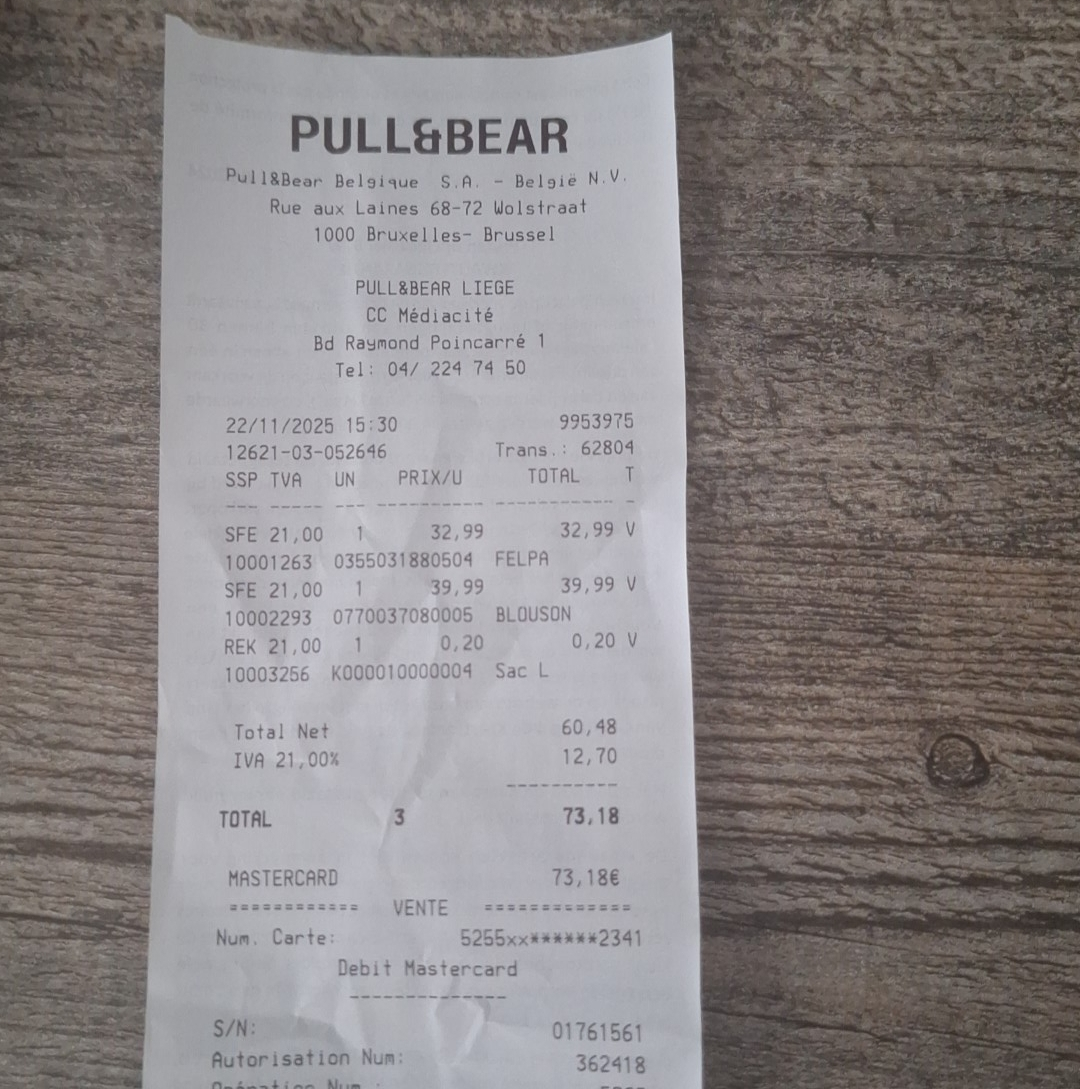 PULL&BEAR
Pull&Bear Belgique S.A. - België N.V.
Rue aux Laines 68-72 Wolstraat
1000 Bruxelles- Brussel
PULL&BEAR LIEGE
CC Médiacité
Bd Raymond Poincarré 1
Tel: 04/ 224 74 50
22/11/2025 15:30 9953975
12621-03-052646 Trans.: 62804
SSP TVA UN PRIX/U TOTAL T
--- ----- --- ---------- ----------- -
SFE 21,00 1 32,99 32,99 V
10001263 0355031880504 FELPA
SFE 21,00 1 39,99 39,99 V
10002293 0770037080005 BLOUSON
REK 21,00 1 0,20 0,20 V
10003256 K000010000004 Sac L
Total Net 60,48
IVA 21,00% 12,70
----------
TOTAL 3 73,18
MASTERCARD 73,18€
============ VENTE =============
Num. Carte: 5255xx******2341
Debit Mastercard
--------------
S/N: 01761561
Autorisation Num: 362418
Opération Num.: